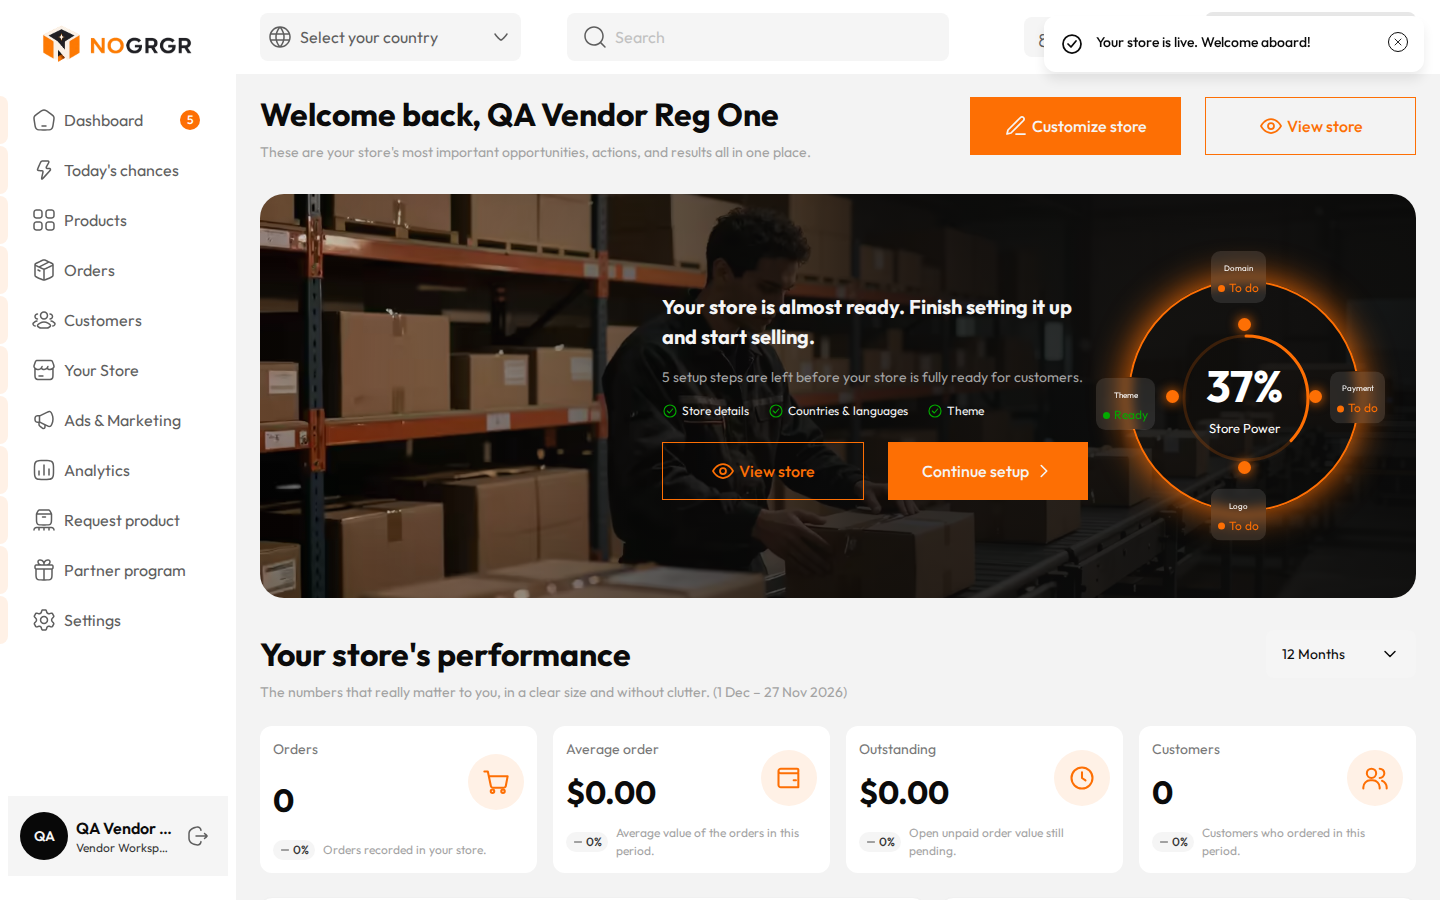 NOGRGR
Select your country
Search
Your store is live. Welcome aboard!
Dashboard
5
Today's chances
Products
Orders
Customers
Your Store
Ads & Marketing
Analytics
Request product
Partner program
Settings
QA
QA Vendor ...
Vendor Worksp...
Welcome back, QA Vendor Reg One
These are your store's most important opportunities, actions, and results all in one place.
Customize store
View store
Your store is almost ready. Finish setting it up
and start selling.
5 setup steps are left before your store is fully ready for customers.
Store details
Countries & languages
Theme
View store
Continue setup
Domain
To do
Theme
Ready
37%
Store Power
Payment
To do
Logo
To do
Your store's performance
12 Months
The numbers that really matter to you, in a clear size and without clutter. (1 Dec – 27 Nov 2026)
Orders
0
– 0%
Orders recorded in your store.
Average order
$0.00
– 0%
Average value of the orders in this
period.
Outstanding
$0.00
– 0%
Open unpaid order value still
pending.
Customers
0
– 0%
Customers who ordered in this
period.